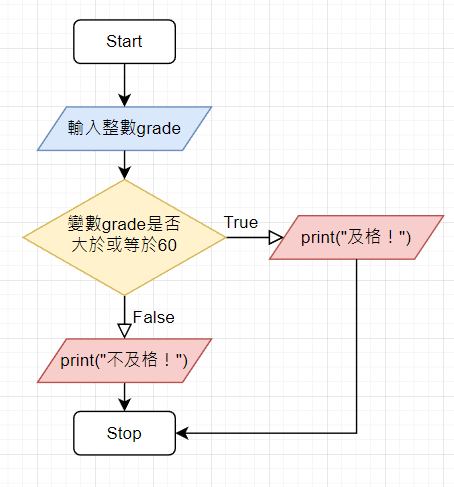 Start
輸入整數grade
變數grade是否
大於或等於60
True
print("及格！")
False
print("不及格！")
Stop